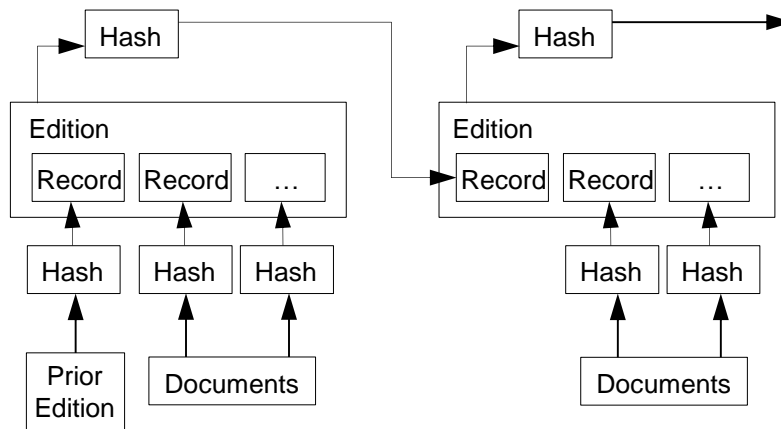 Hash
Hash
Edition
Edition
Record Record …
Record Record …
Hash Hash Hash
Hash Hash
Prior
Edition
Documents
Documents